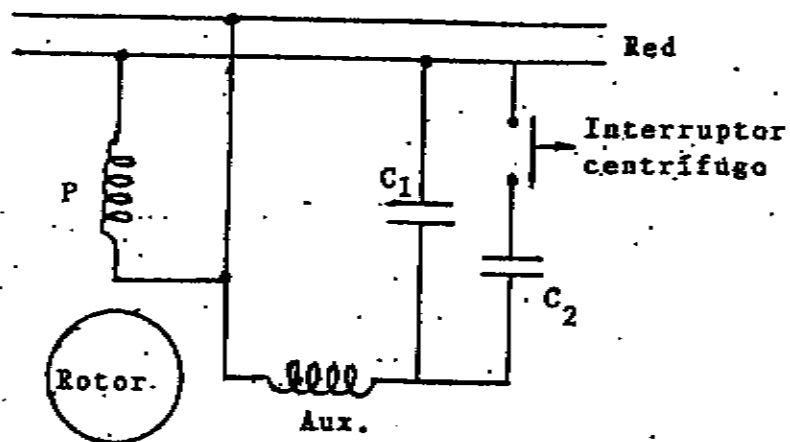 Red
Interruptor
centrífugo
P
C1
C2
Rotor
Aux.